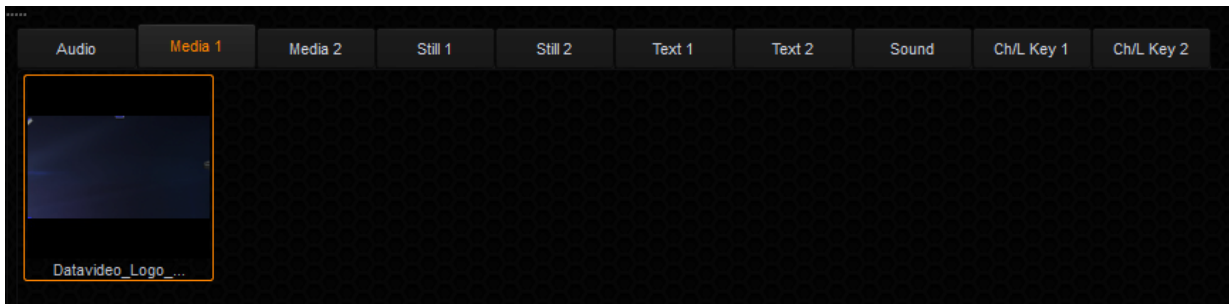 Audio Media 1 Media 2 Still 1 Still 2 Text 1 Text 2 Sound Ch/L Key 1 Ch/L Key 2
Datavideo_Logo_...